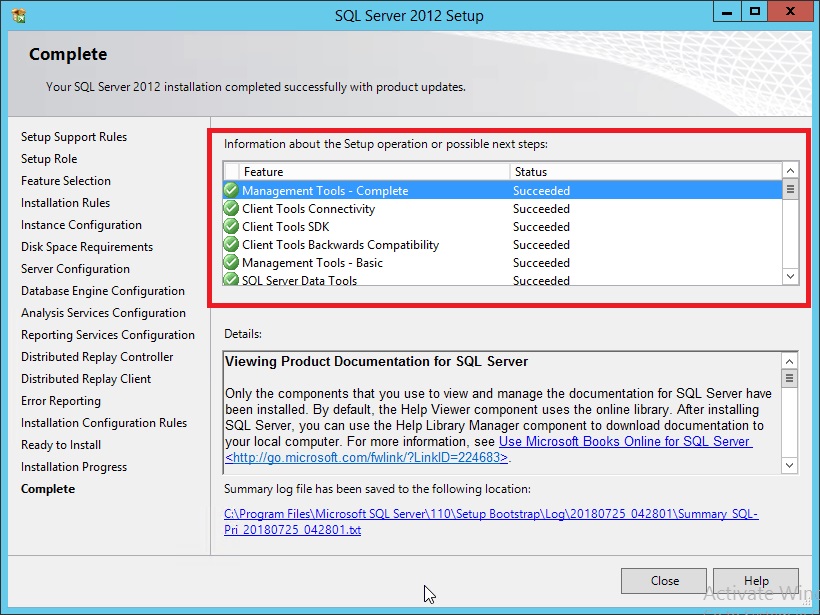 SQL Server 2012 Setup
Complete
Your SQL Server 2012 installation completed successfully with product updates.
Setup Support Rules
Setup Role
Feature Selection
Installation Rules
Instance Configuration
Disk Space Requirements
Server Configuration
Database Engine Configuration
Analysis Services Configuration
Reporting Services Configuration
Distributed Replay Controller
Distributed Replay Client
Error Reporting
Installation Configuration Rules
Ready to Install
Installation Progress
Complete
Information about the Setup operation or possible next steps:
Feature Status
Management Tools - Complete Succeeded
Client Tools Connectivity Succeeded
Client Tools SDK Succeeded
Client Tools Backwards Compatibility Succeeded
Management Tools - Basic Succeeded
SQL Server Data Tools Succeeded
Details:
Viewing Product Documentation for SQL Server
Only the components that you use to view and manage the documentation for SQL Server have
been installed. By default, the Help Viewer component uses the online library. After installing
SQL Server, you can use the Help Library Manager component to download documentation to
your local computer. For more information, see Use Microsoft Books Online for SQL Server
<http://go.microsoft.com/fwlink/?LinkID=224683>.
Summary log file has been saved to the following location:
C:\Program Files\Microsoft SQL Server\110\Setup Bootstrap\Log\20180725_042801\Summary_SQL-
Pri_20180725_042801.txt
Close Help
Activate Win